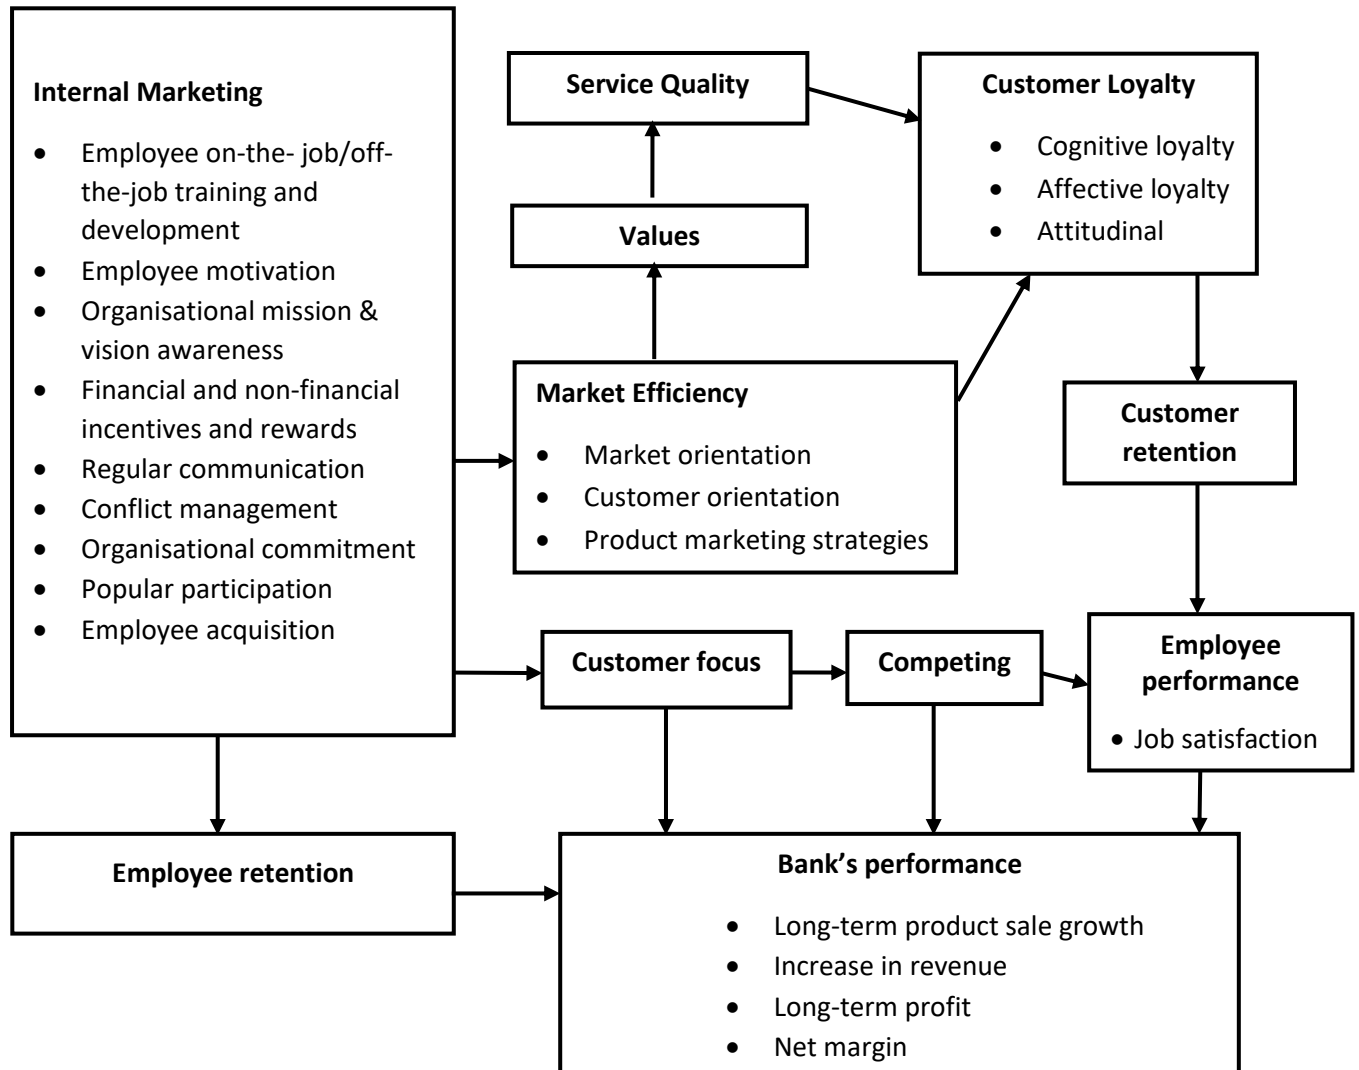 Internal Marketing
• Employee on-the- job/off-
the-job training and
development
• Employee motivation
• Organisational mission &
vision awareness
• Financial and non-financial
incentives and rewards
• Regular communication
• Conflict management
• Organisational commitment
• Popular participation
• Employee acquisition
Service Quality
Values
Market Efficiency
• Market orientation
• Customer orientation
• Product marketing strategies
Customer Loyalty
• Cognitive loyalty
• Affective loyalty
• Attitudinal
Customer
retention
Customer focus
Competing
Employee
performance
• Job satisfaction
Employee retention
Bank’s performance
• Long-term product sale growth
• Increase in revenue
• Long-term profit
• Net margin